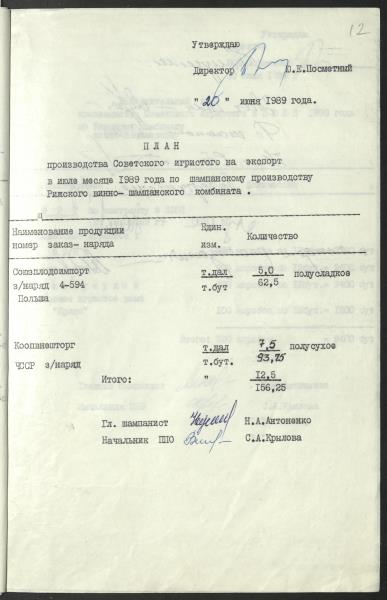 12
Утверждаю
Директор Ю.Е.Посметный
"20" июня 1989 года.
ПЛАН
производства Советского игристого на экспорт
в июле месяце 1989 года по шампанскому производству
Рижского винно-шампанского комбината.
Наименование продукции Един. Количество
номер заказ-наряда изм.
Союзплодоимпорт т.дал 5,0 полусладкое
з/наряд 4-594 т.бут 62,5
Польша
Коопанешторг т.дал 7,5 полусухое
ЧССР з/наряд т.бут. 93,75
Итого: " 12,5
156,25
Гл. шампанист Н.А.Антоненко
Начальник ППО С.А.Крылова